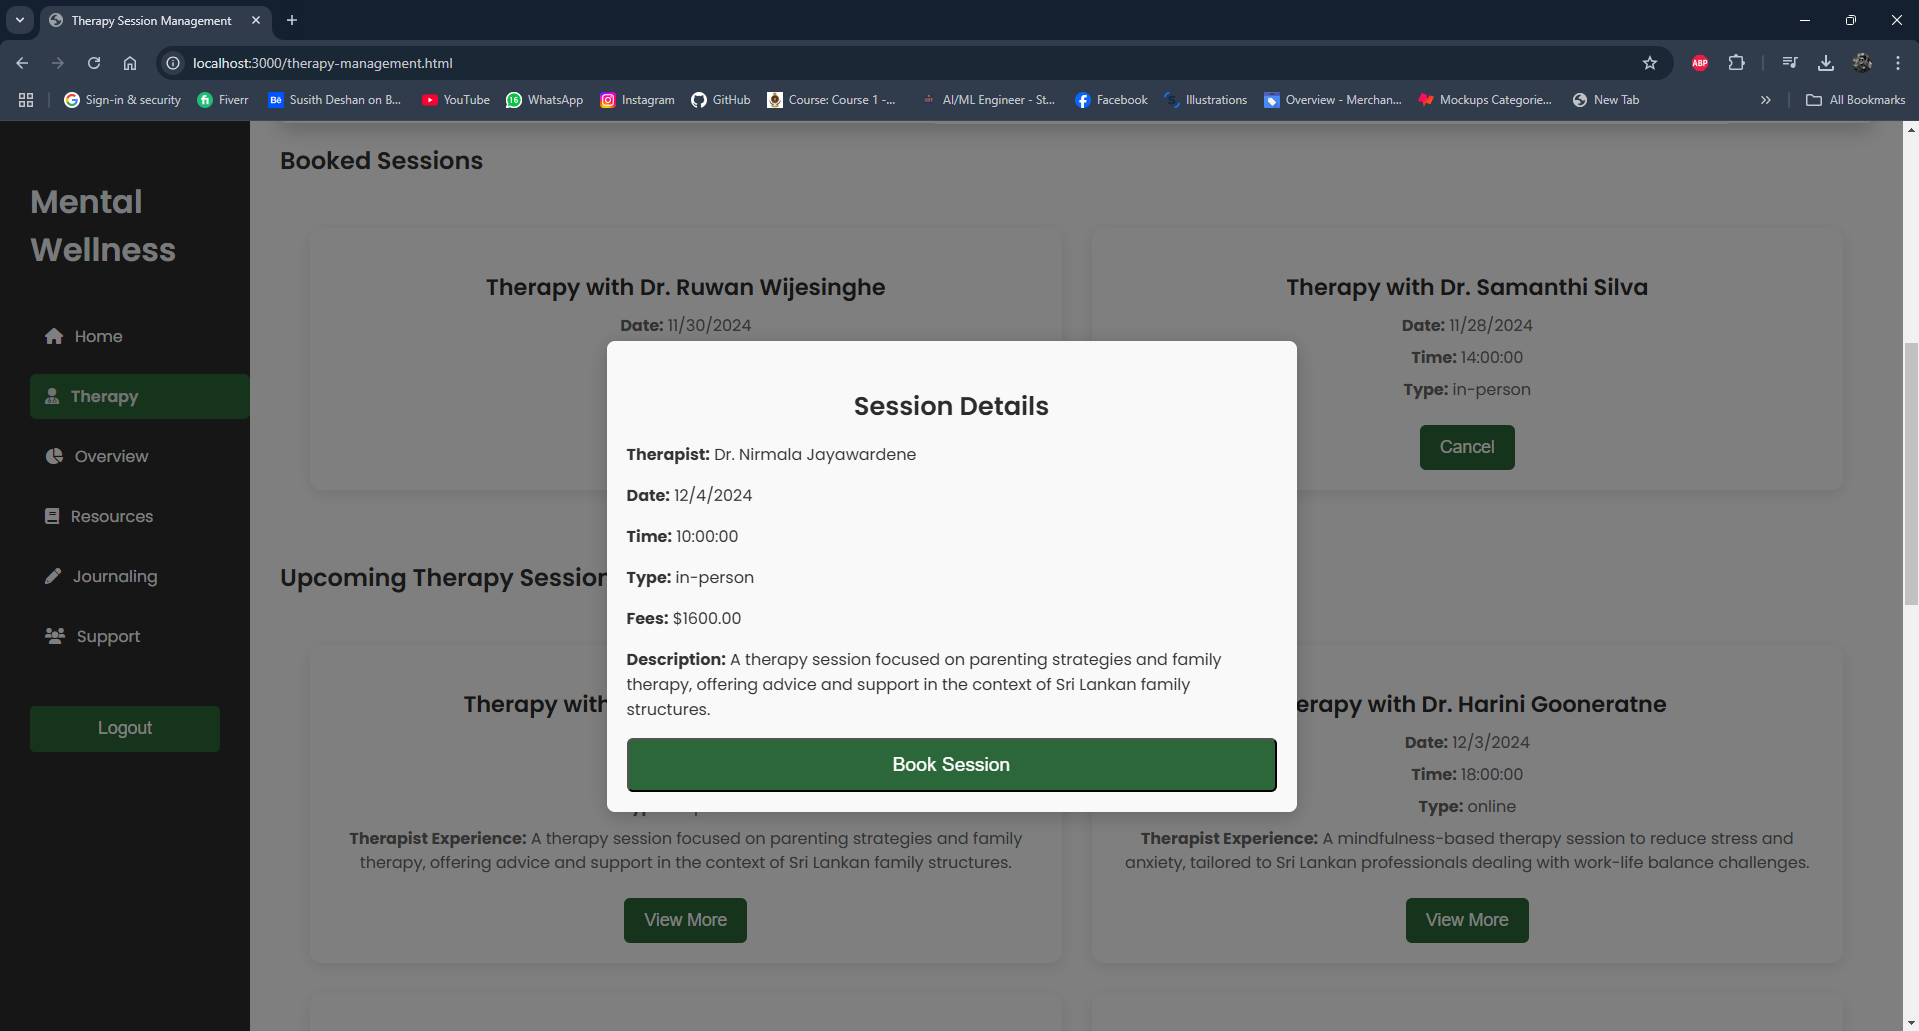 Therapy Session Management
localhost:3000/therapy-management.html
ABP
Sign-in & security
Fiverr
Bē Susith Deshan on B...
YouTube
WhatsApp
Instagram
GitHub
Course: Course 1 -...
AI/ML Engineer - St...
Facebook
Illustrations
Overview - Merchan...
Mockups Categorie...
New Tab
All Bookmarks
Mental
Wellness
Home
Therapy
Overview
Resources
Journaling
Support
Logout
Booked Sessions
Therapy with Dr. Ruwan Wijesinghe
Date: 11/30/2024
Therapy with Dr. Samanthi Silva
Date: 11/28/2024
Time: 14:00:00
Type: in-person
Cancel
Session Details
Therapist: Dr. Nirmala Jayawardene
Date: 12/4/2024
Time: 10:00:00
Type: in-person
Fees: $1600.00
Description: A therapy session focused on parenting strategies and family
therapy, offering advice and support in the context of Sri Lankan family
structures.
Book Session
Upcoming Therapy Session
Therapy with
Therapist Experience: A therapy session focused on parenting strategies and family
therapy, offering advice and support in the context of Sri Lankan family structures.
View More
erapy with Dr. Harini Gooneratne
Date: 12/3/2024
Time: 18:00:00
Type: online
Therapist Experience: A mindfulness-based therapy session to reduce stress and
anxiety, tailored to Sri Lankan professionals dealing with work-life balance challenges.
View More